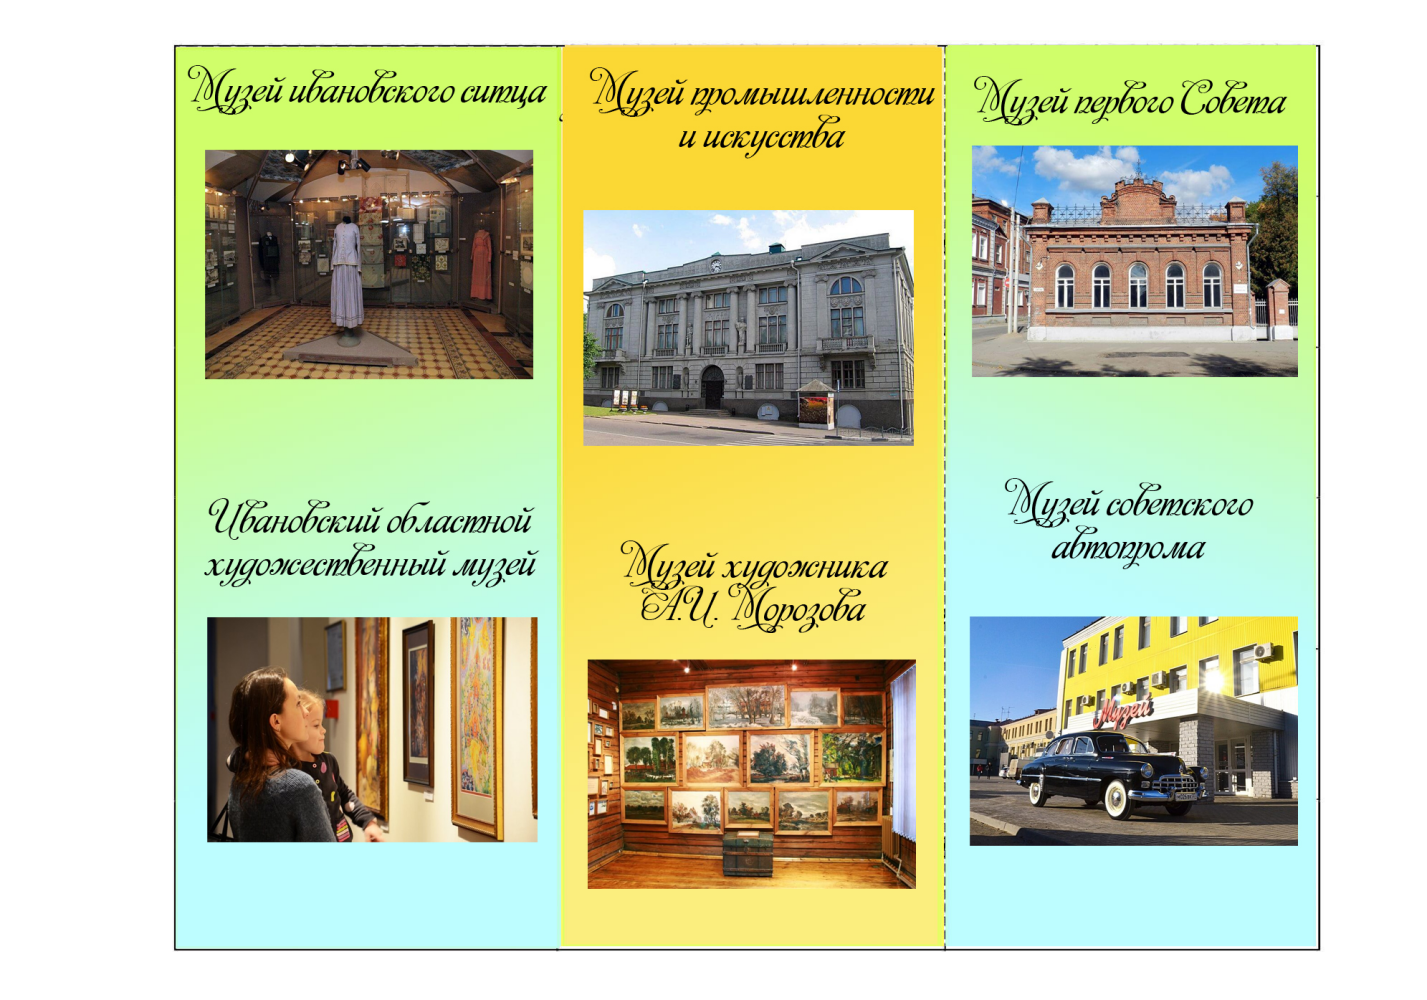 Музей ивановского ситца
Ивановский областной
художественный музей
Музей промышленности
и искусства
Музей художника
А.И. Морозова
Музей первого Совета
Музей советского
автопрома
Музей